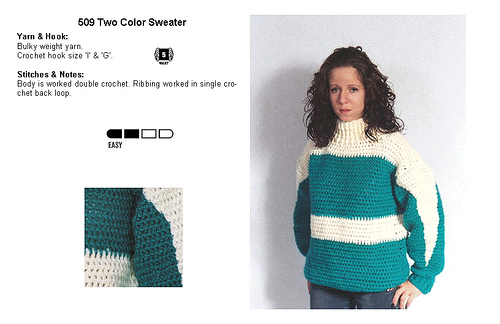 509 Two Color Sweater
Yarn & Hook:
Bulky weight yarn.
Crochet hook size 'I' & 'G'.
5
BULKY
Stitches & Notes:
Body is worked double crochet. Ribbing worked in single cro-
chet back loop.
EASY